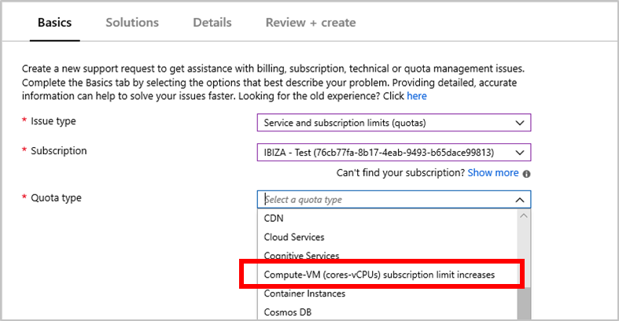 Basics Solutions Details Review + create
Create a new support request to get assistance with billing, subscription, technical or quota management issues.
Complete the Basics tab by selecting the options that best describe your problem. Providing detailed, accurate
information can help to solve your issues faster. Looking for the old experience? Click here
* Issue type Service and subscription limits (quotas)
* Subscription IBIZA - Test (76cb77fa-8b17-4eab-9493-b65dace99813)
Can't find your subscription? Show more
* Quota type Select a quota type
CDN
Cloud Services
Cognitive Services
Compute-VM (cores-vCPUs) subscription limit increases
Container Instances
Cosmos DB